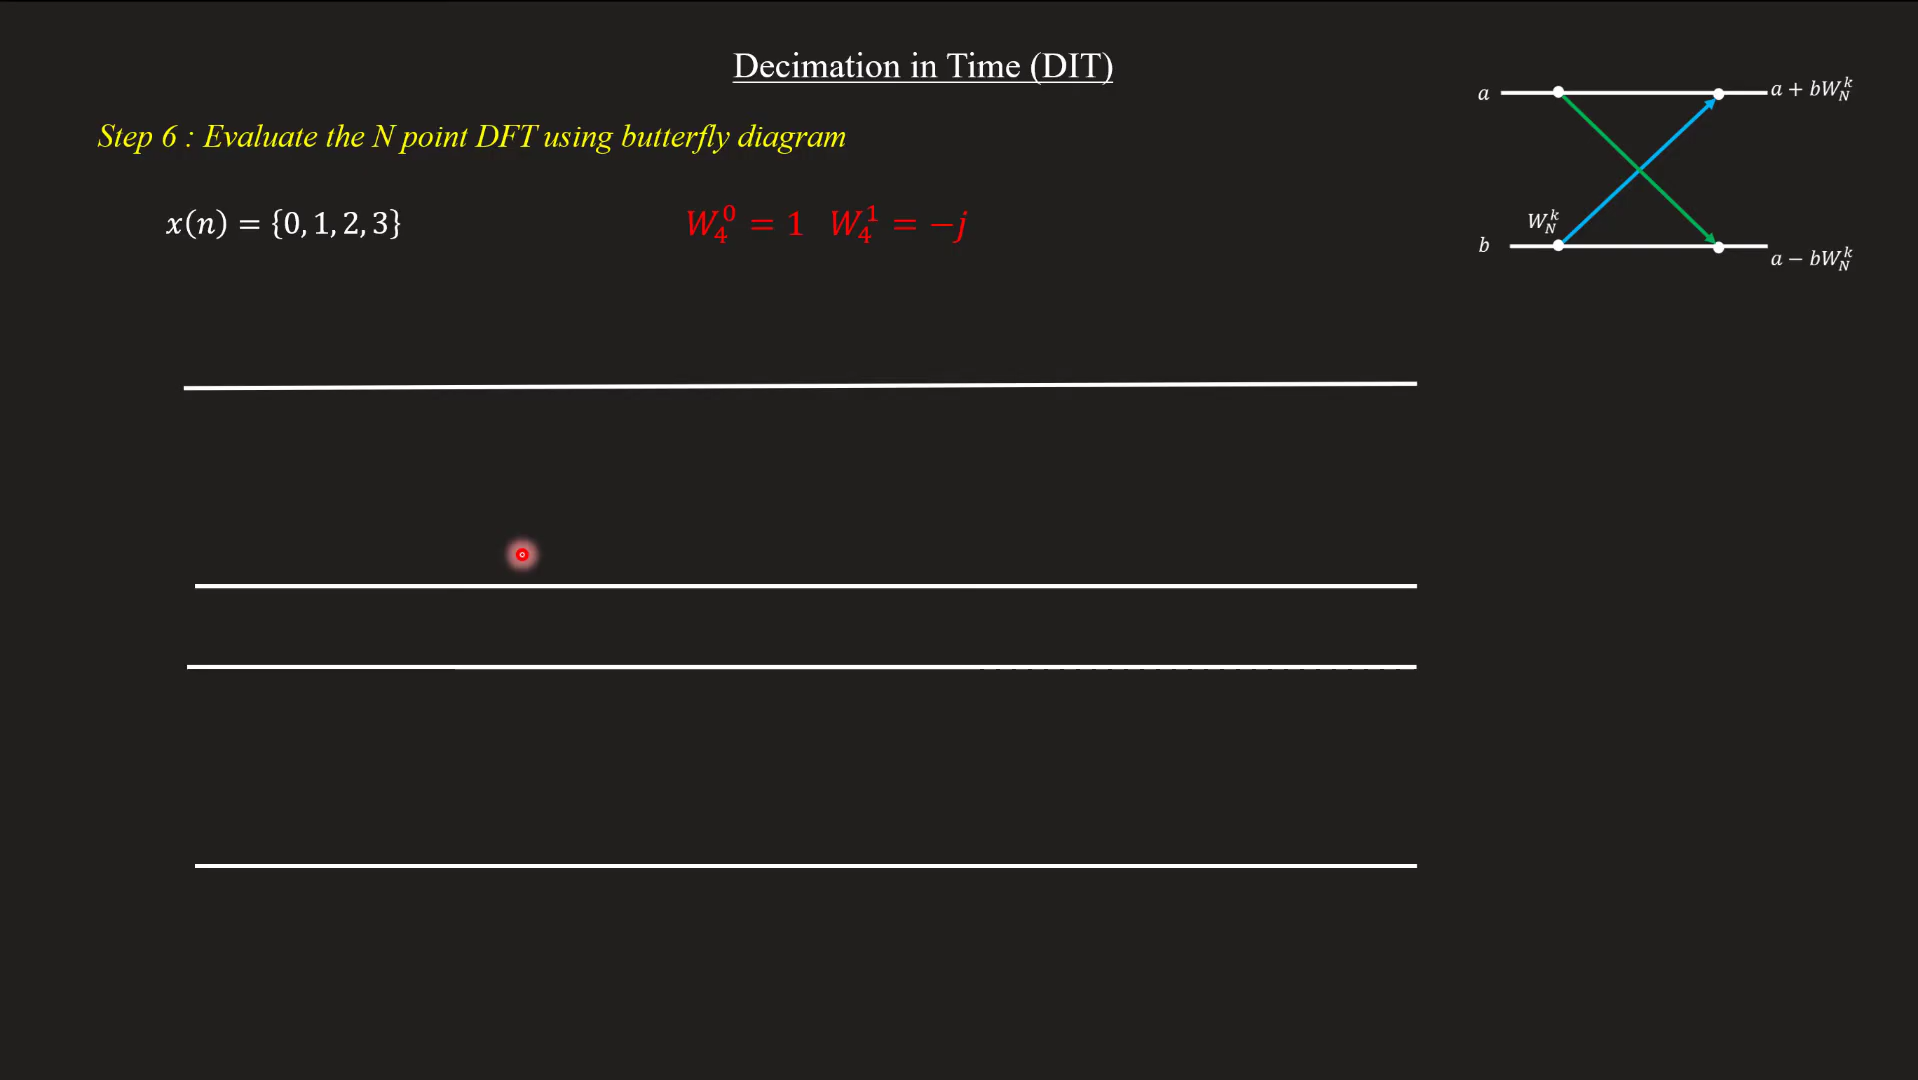 Decimation in Time (DIT)
Step 6 : Evaluate the N point DFT using butterfly diagram
x(n) = {0, 1, 2, 3}
W₄⁰ = 1 W₄¹ = −j
a
a + bW_N^k
W_N^k
b
a − bW_N^k